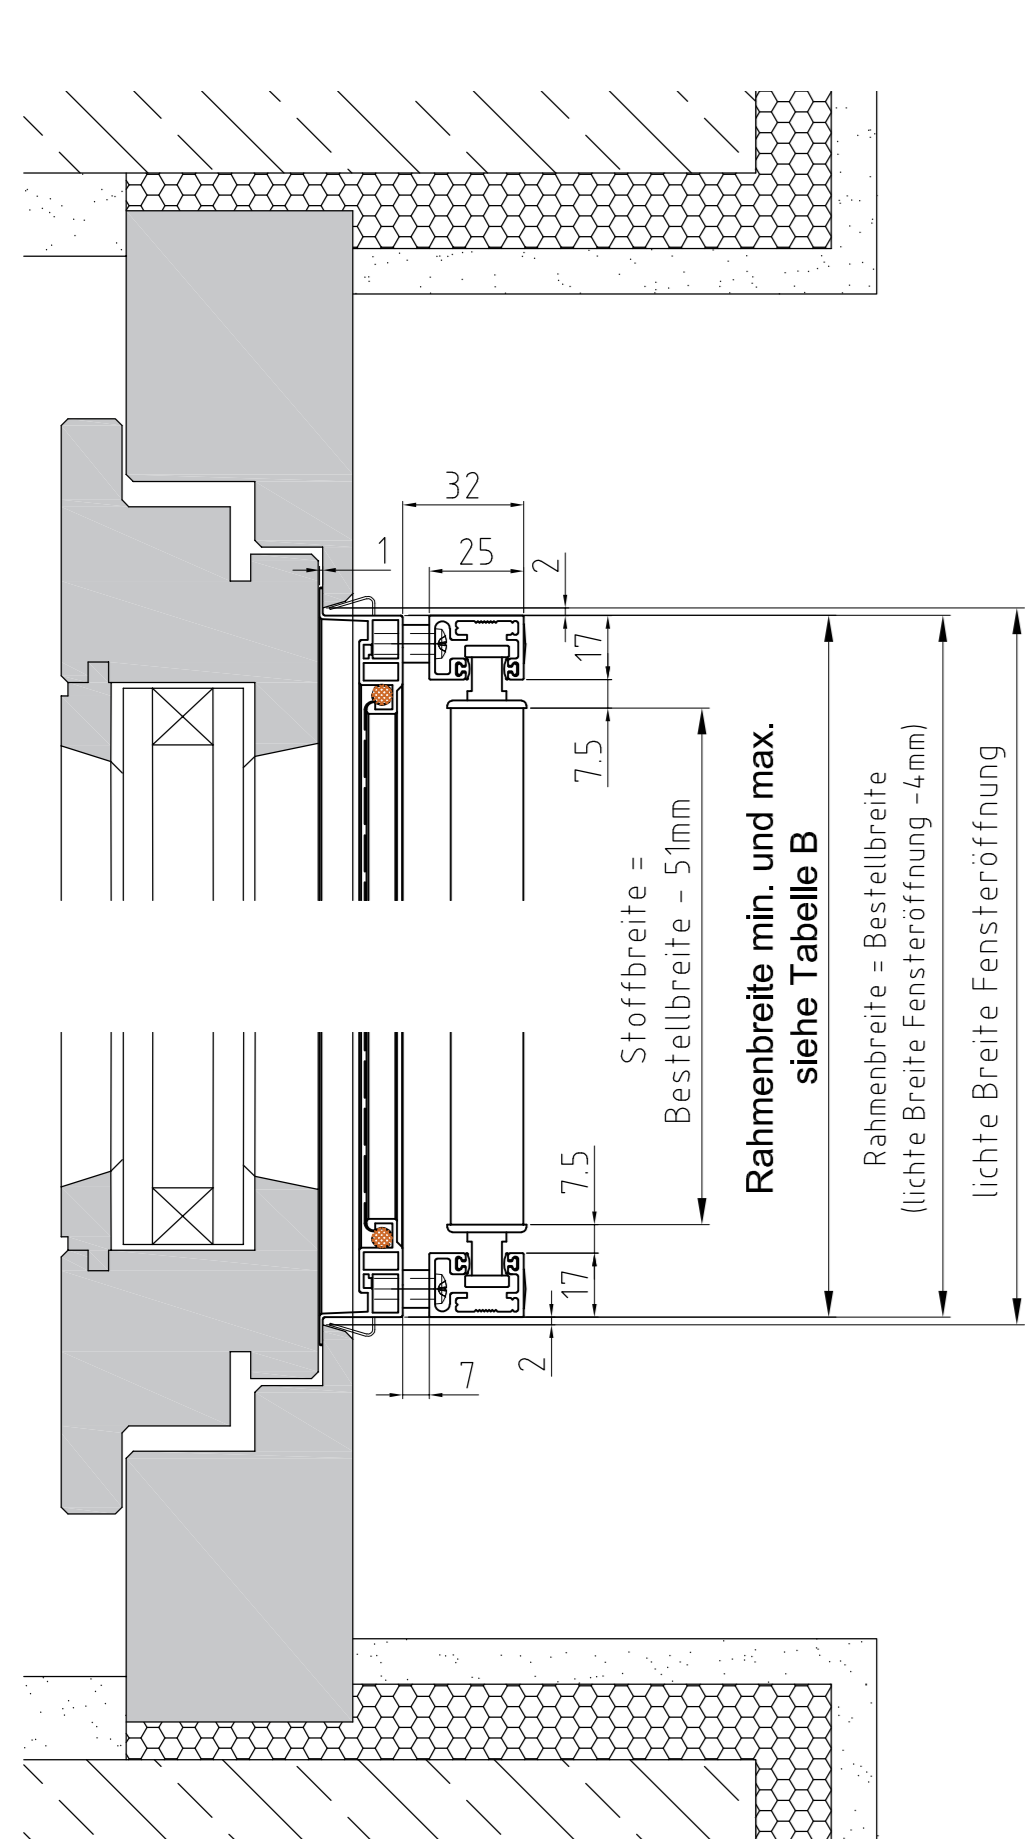 32
1
25
2
17
7.5
Stoffbreite =
Bestellbreite - 51mm
Rahmenbreite min. und max.
siehe Tabelle B
Rahmenbreite = Bestellbreite
(lichte Breite Fensteröffnung -4mm)
lichte Breite Fensteröffnung
7.5
17
2
7